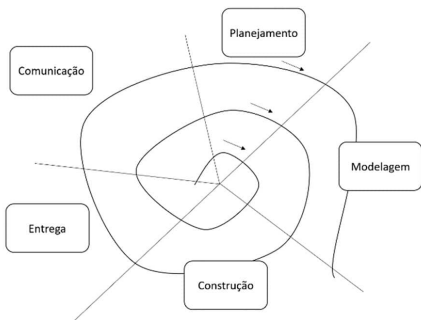 Planejamento
Comunicação
Modelagem
Entrega
Construção